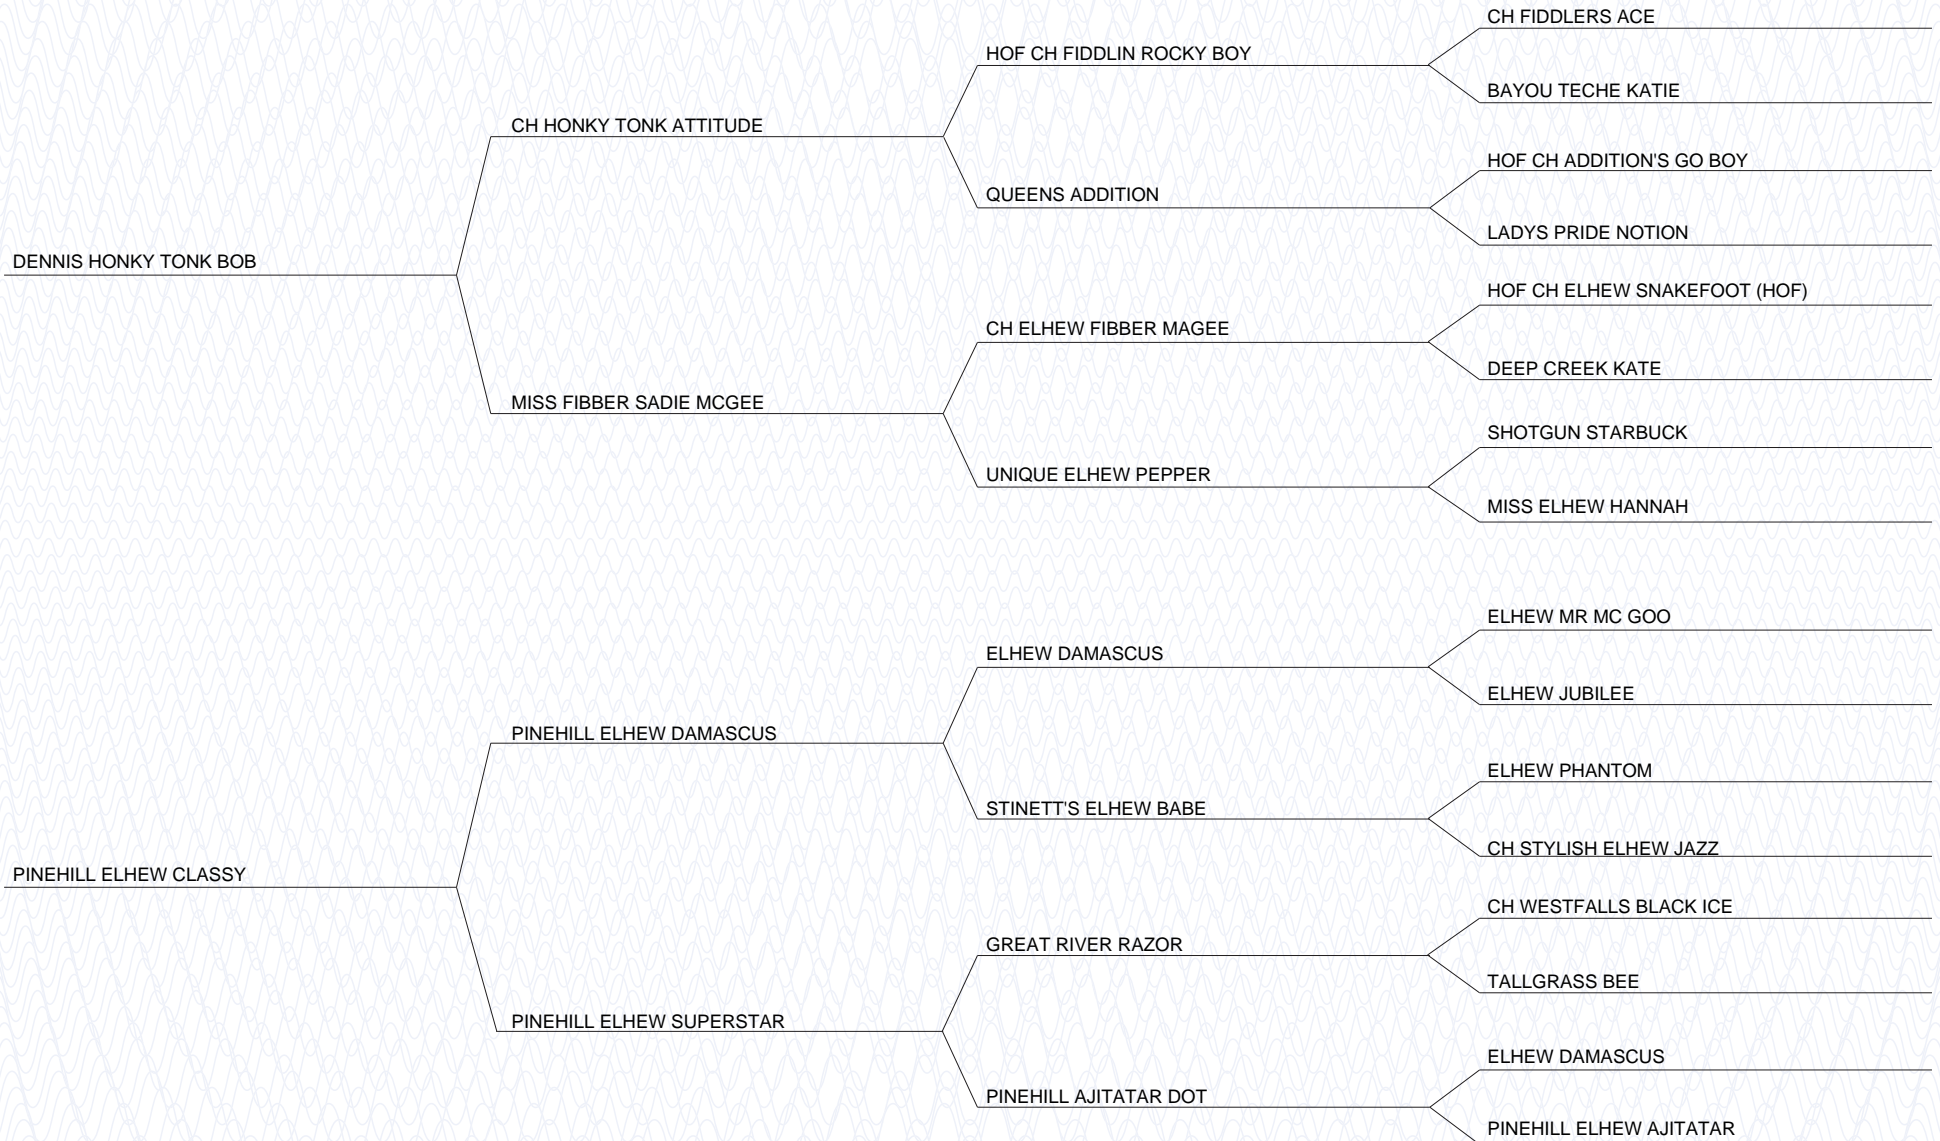 CH FIDDLERS ACE
HOF CH FIDDLIN ROCKY BOY
BAYOU TECHE KATIE
CH HONKY TONK ATTITUDE
HOF CH ADDITION'S GO BOY
QUEENS ADDITION
LADYS PRIDE NOTION
DENNIS HONKY TONK BOB
HOF CH ELHEW SNAKEFOOT (HOF)
CH ELHEW FIBBER MAGEE
DEEP CREEK KATE
MISS FIBBER SADIE MCGEE
SHOTGUN STARBUCK
UNIQUE ELHEW PEPPER
MISS ELHEW HANNAH
ELHEW MR MC GOO
ELHEW DAMASCUS
ELHEW JUBILEE
PINEHILL ELHEW DAMASCUS
ELHEW PHANTOM
STINETT'S ELHEW BABE
CH STYLISH ELHEW JAZZ
PINEHILL ELHEW CLASSY
CH WESTFALLS BLACK ICE
GREAT RIVER RAZOR
TALLGRASS BEE
PINEHILL ELHEW SUPERSTAR
ELHEW DAMASCUS
PINEHILL AJITATAR DOT
PINEHILL ELHEW AJITATAR